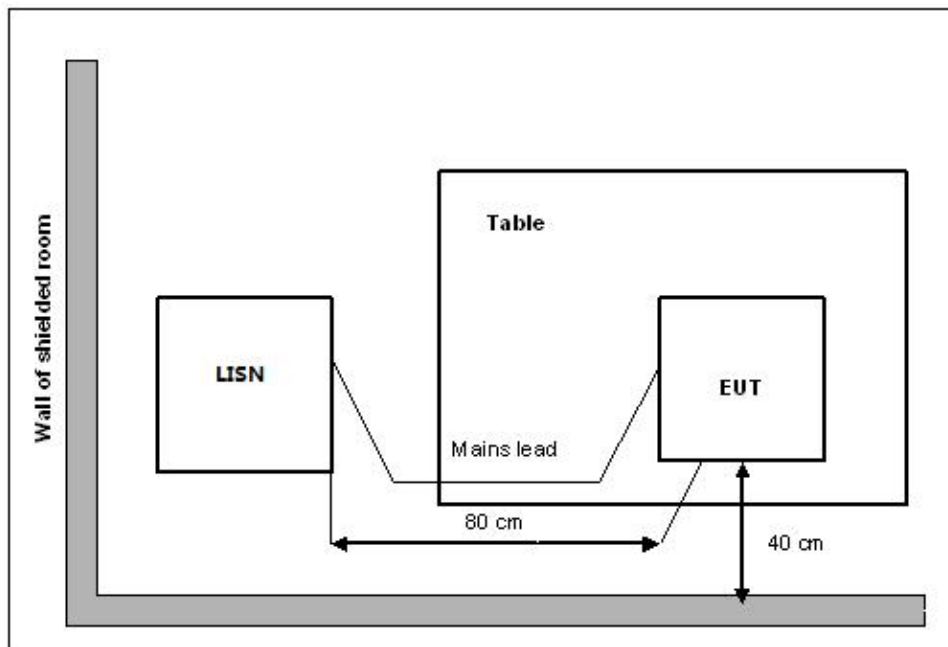 Wall of shielded room
Table
LISN
EUT
Mains lead
80 cm
40 cm